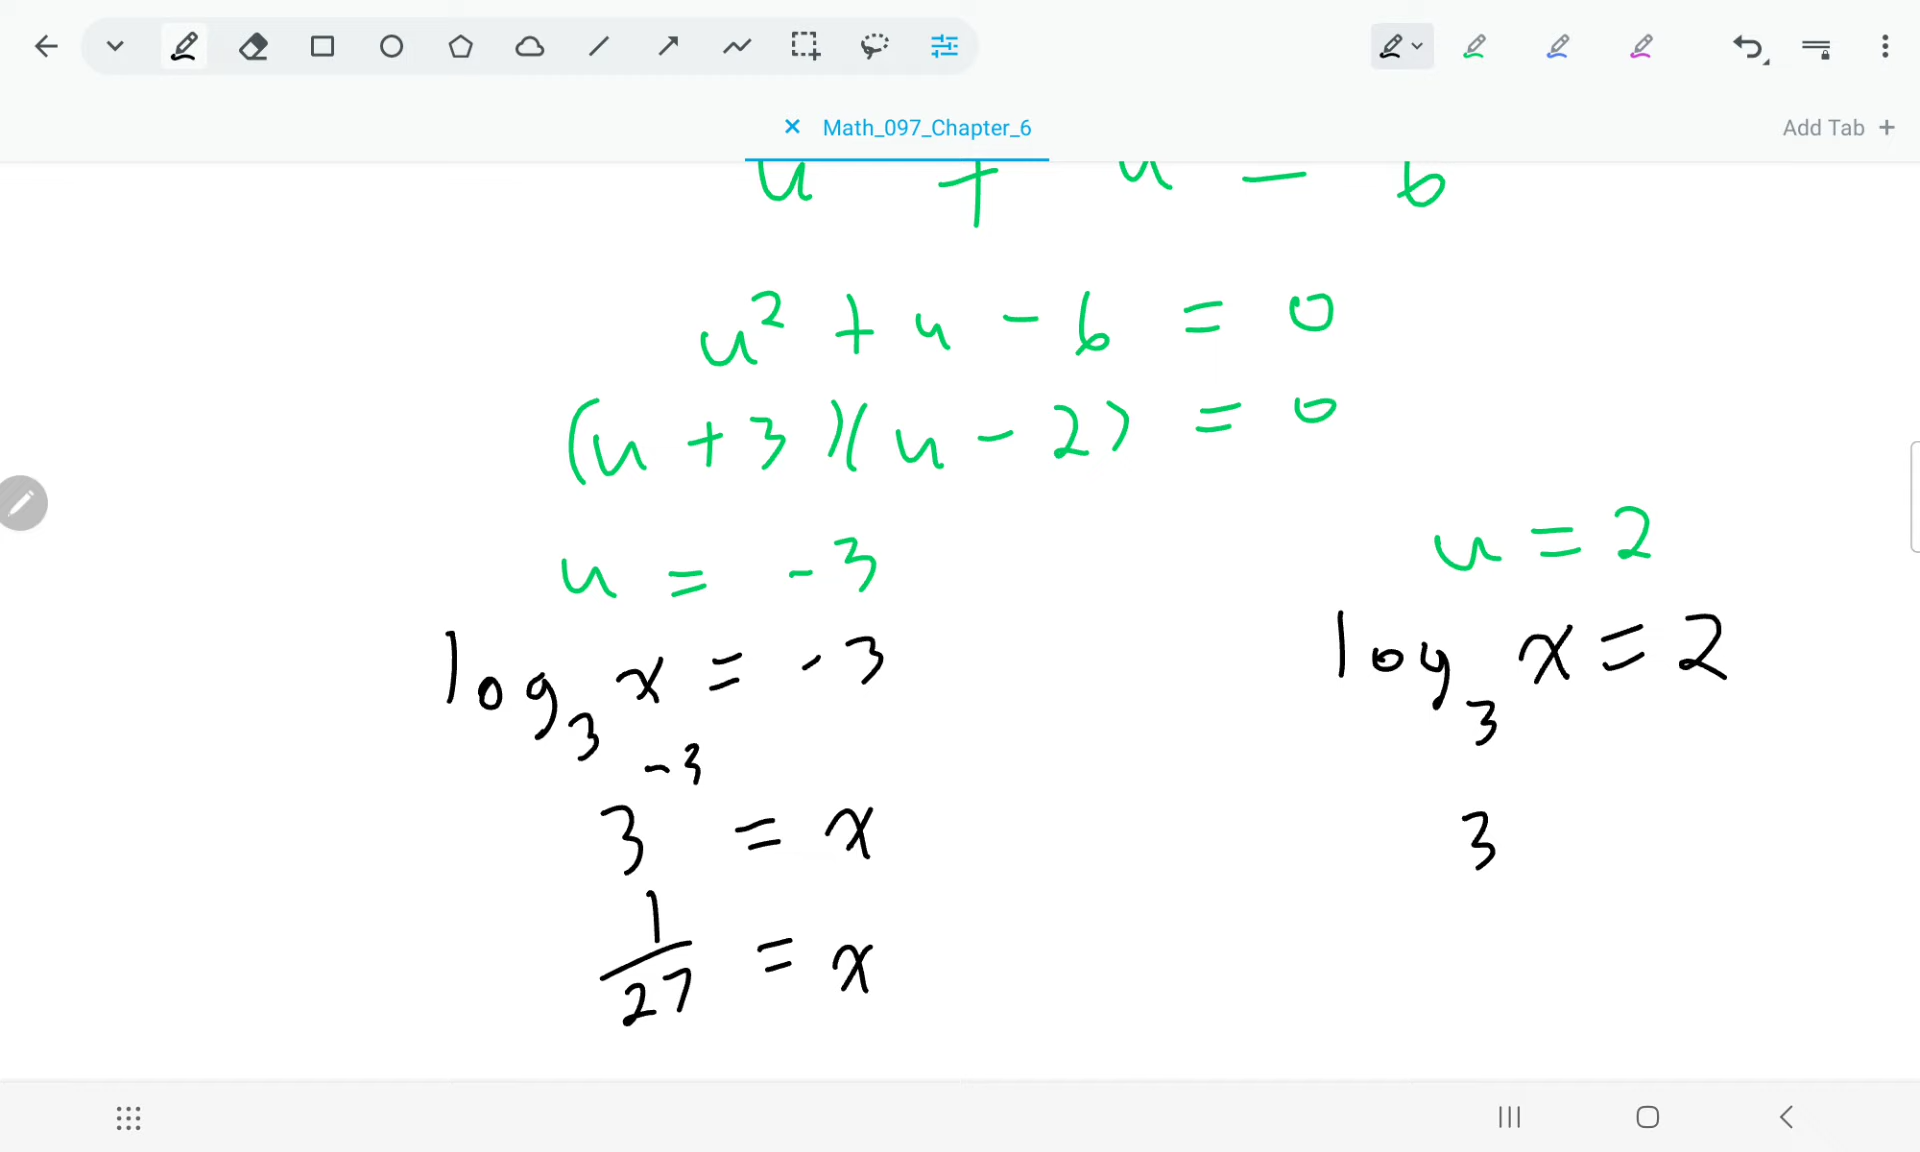 Math_097_Chapter_6
Add Tab
u + u - 6
u² + u - 6 = 0
(u + 3)(u - 2) = 0
u = -3
u = 2
log₃ x = -3
log₃ x = 2
3⁻³ = x
3
1/27 = x